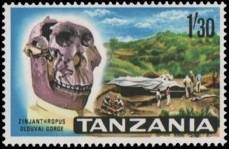 1/30
ZINJANTHROPUS
OLDUVAI GORGE
TANZANIA